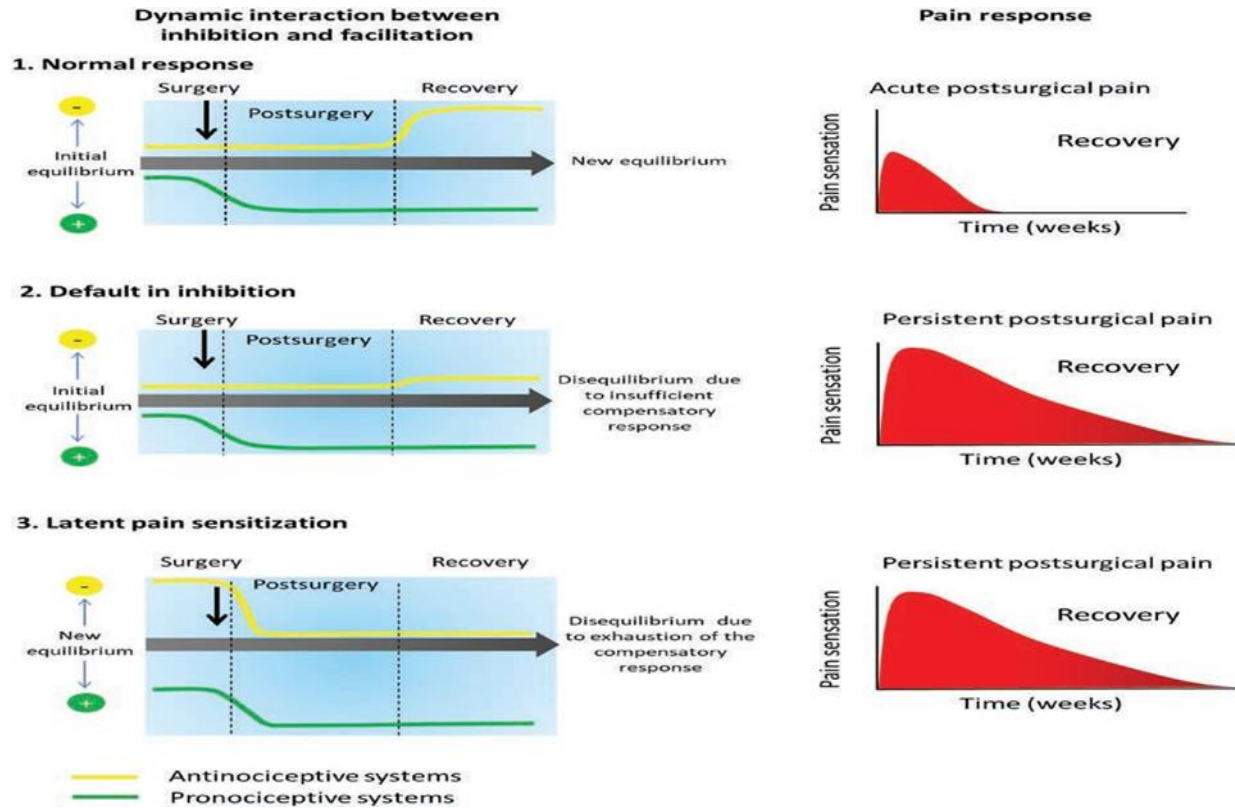 Dynamic interaction between
inhibition and facilitation
Pain response
1. Normal response
Surgery
Postsurgery
Recovery
-
Initial
equilibrium
+
New equilibrium
Acute postsurgical pain
Recovery
Pain sensation
Time (weeks)
2. Default in inhibition
Surgery
Postsurgery
Recovery
-
Initial
equilibrium
+
Disequilibrium due
to insufficient
compensatory
response
Persistent postsurgical pain
Recovery
Pain sensation
Time (weeks)
3. Latent pain sensitization
Surgery
Postsurgery
Recovery
-
New
equilibrium
+
Disequilibrium due
to exhaustion of the
compensatory
response
Persistent postsurgical pain
Recovery
Pain sensation
Time (weeks)
Antinociceptive systems
Pronociceptive systems